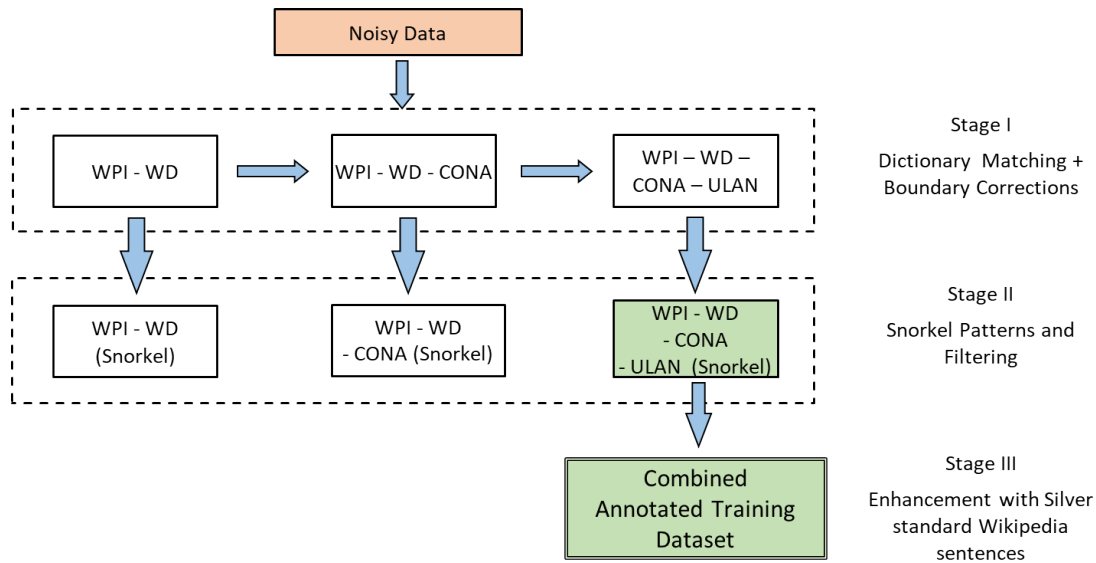 Noisy Data
Stage I
Dictionary Matching +
Boundary Corrections
WPI - WD
WPI - WD - CONA
WPI – WD –
CONA – ULAN
Stage II
Snorkel Patterns and
Filtering
WPI - WD
(Snorkel)
WPI - WD
- CONA (Snorkel)
WPI - WD
- CONA
- ULAN (Snorkel)
Stage III
Enhancement with Silver
standard Wikipedia
sentences
Combined
Annotated Training
Dataset